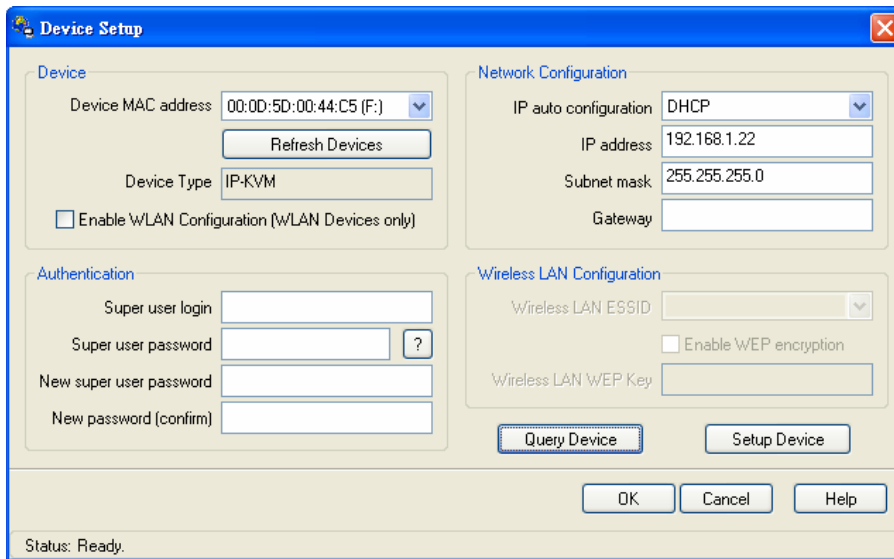 Device Setup
Device
Device MAC address 00:0D:5D:00:44:C5 (F:)
Refresh Devices
Device Type IP-KVM
Enable WLAN Configuration (WLAN Devices only)
Network Configuration
IP auto configuration DHCP
IP address 192.168.1.22
Subnet mask 255.255.255.0
Gateway
Authentication
Super user login
Super user password ?
New super user password
New password (confirm)
Wireless LAN Configuration
Wireless LAN ESSID
Enable WEP encryption
Wireless LAN WEP Key
Query Device Setup Device
OK Cancel Help
Status: Ready.